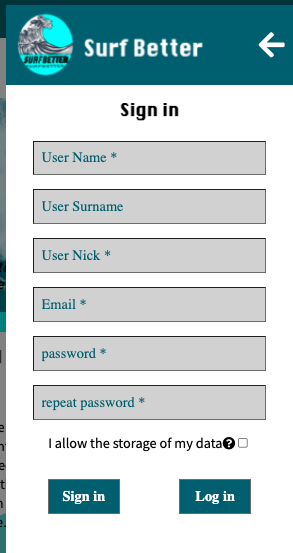 SURFBETTER
Surf Better
Sign in
User Name *
User Surname
User Nick *
Email *
password *
repeat password *
I allow the storage of my data?
Sign in
Log in